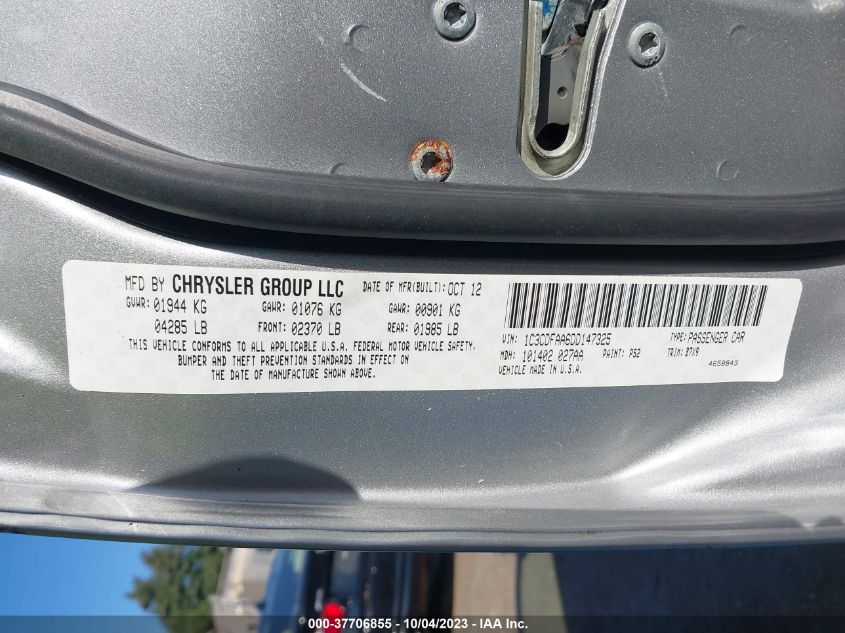 MFD BY CHRYSLER GROUP LLC DATE OF MFR(BUILT): OCT 12
GVWR: 01944 KG GAWR: 01076 KG GAWR: 00901 KG
04285 LB FRONT: 02370 LB REAR: 01985 LB
THIS VEHICLE CONFORMS TO ALL APPLICABLE U.S.A. FEDERAL MOTOR VEHICLE SAFETY,
BUMPER AND THEFT PREVENTION STANDARDS IN EFFECT ON
THE DATE OF MANUFACTURE SHOWN ABOVE.
VIN: 1C3CDFAA6DD147325 TYPE: PASSENGER CAR
MDH: 101402 027AA PAINT: PS2 TRIM: B7X9
VEHICLE MADE IN U.S.A. 4658843
-000-37706855 - 10/04/2023 - IAA Inc.